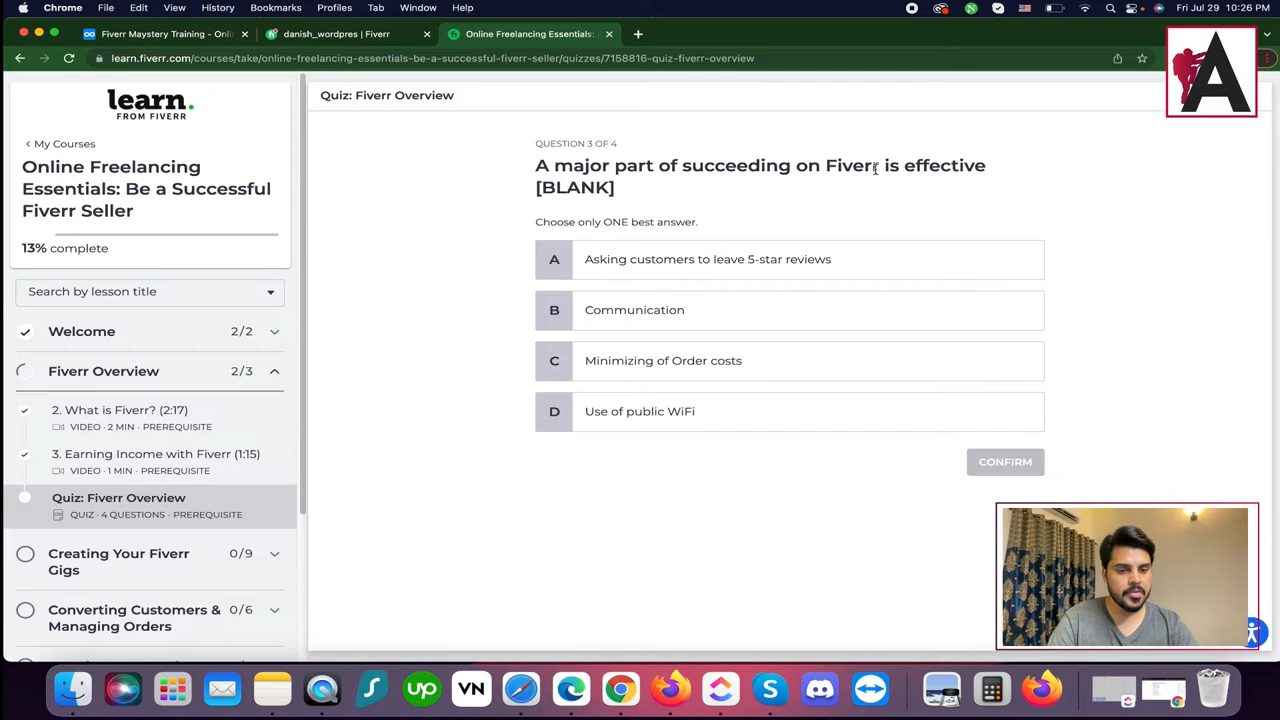 Chrome File Edit View History Bookmarks Profiles Tab Window Help
Fri Jul 29 10:26 PM
Fiverr Maystery Training - Onli
danish_wordpres | Fiverr
Online Freelancing Essentials:
learn.fiverr.com/courses/take/online-freelancing-essentials-be-a-successful-fiverr-seller/quizzes/7158816-quiz-fiverr-overview
A
learn.
FROM FIVERR
My Courses
Online Freelancing
Essentials: Be a Successful
Fiverr Seller
13% complete
Search by lesson title
Welcome 2/2
Fiverr Overview 2/3
2. What is Fiverr? (2:17)
VIDEO · 2 MIN · PREREQUISITE
3. Earning Income with Fiverr (1:15)
VIDEO · 1 MIN · PREREQUISITE
Quiz: Fiverr Overview
QUIZ · 4 QUESTIONS · PREREQUISITE
Creating Your Fiverr 0/9
Gigs
Converting Customers & 0/6
Managing Orders
Quiz: Fiverr Overview
QUESTION 3 OF 4
A major part of succeeding on Fiverr is effective
[BLANK]
Choose only ONE best answer.
A Asking customers to leave 5-star reviews
B Communication
C Minimizing of Order costs
D Use of public WiFi
CONFIRM
up
VN